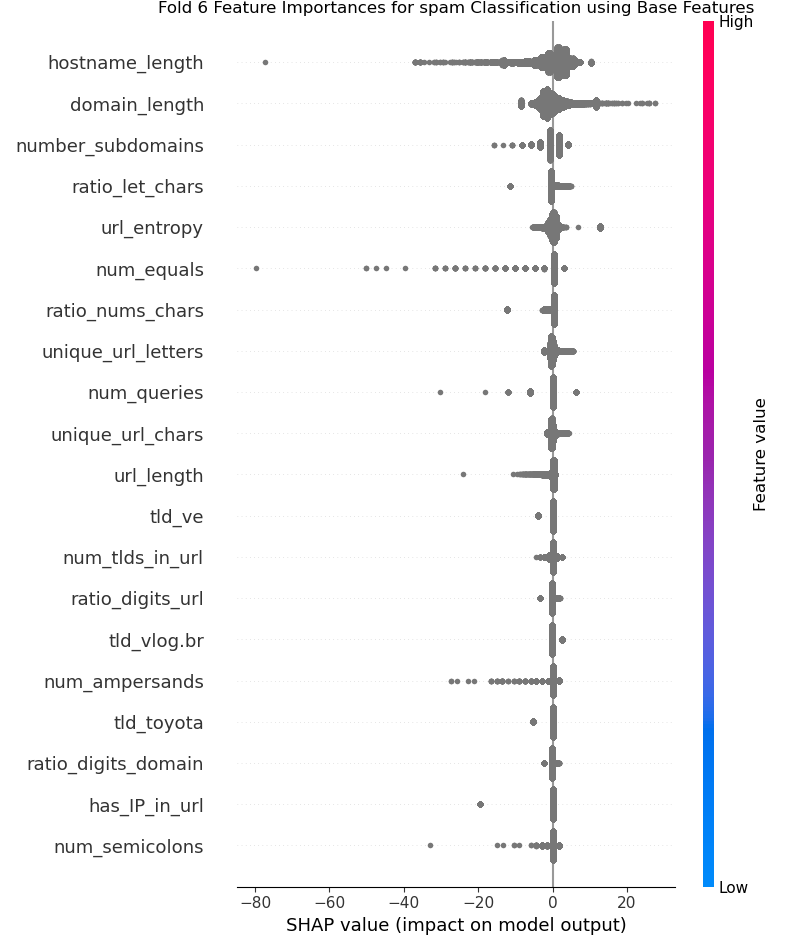 Fold 6 Feature Importances for spam Classification using Base Features
High
hostname_length
domain_length
number_subdomains
ratio_let_chars
url_entropy
num_equals
ratio_nums_chars
unique_url_letters
num_queries
unique_url_chars
url_length
tld_ve
num_tlds_in_url
ratio_digits_url
tld_vlog.br
num_ampersands
tld_toyota
ratio_digits_domain
has_IP_in_url
num_semicolons
Feature value
Low
−80 −60 −40 −20 0 20
SHAP value (impact on model output)